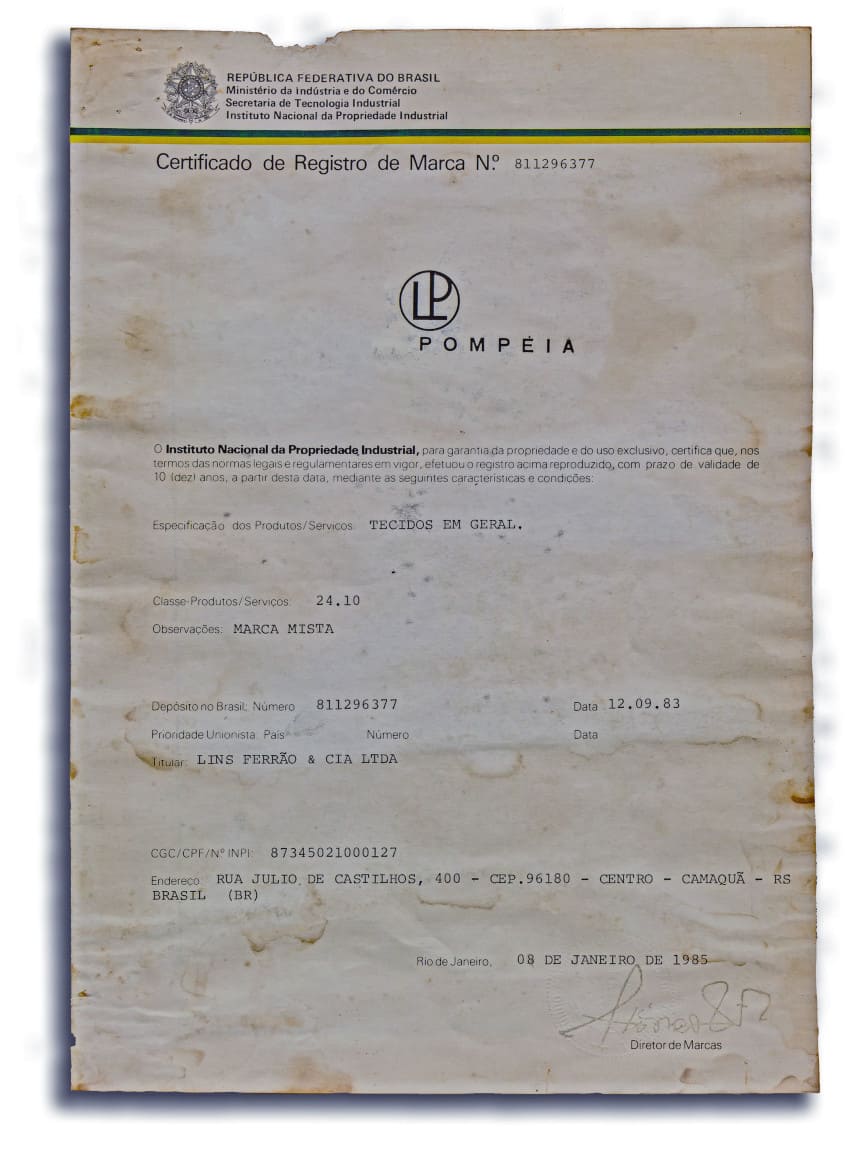 REPÚBLICA FEDERATIVA DO BRASIL
Ministério da Indústria e do Comércio
Secretaria de Tecnologia Industrial
Instituto Nacional da Propriedade Industrial
Certificado de Registro de Marca N.º 811296377
LP
POMPÉIA
O Instituto Nacional da Propriedade Industrial, para garantia da propriedade e do uso exclusivo, certifica que, nos
termos das normas legais e regulamentares em vigor, efetuou o registro acima reproduzido, com prazo de validade de
10 (dez) anos, a partir desta data, mediante as seguintes características e condições:
Especificação dos Produtos/Serviços: TECIDOS EM GERAL.
Classe-Produtos/Serviços: 24.10
Observações: MARCA MISTA
Depósito no Brasil: Número 811296377 Data 12.09.83
Prioridade Unionista: País Número Data
Titular: LINS FERRÃO & CIA LTDA
CGC/CPF/N.º INPI: 87345021000127
Endereço: RUA JULIO DE CASTILHOS, 400 - CEP.96180 - CENTRO - CAMAQUÃ - RS
BRASIL (BR)
Rio de Janeiro, 08 DE JANEIRO DE 1985
Diretor de Marcas